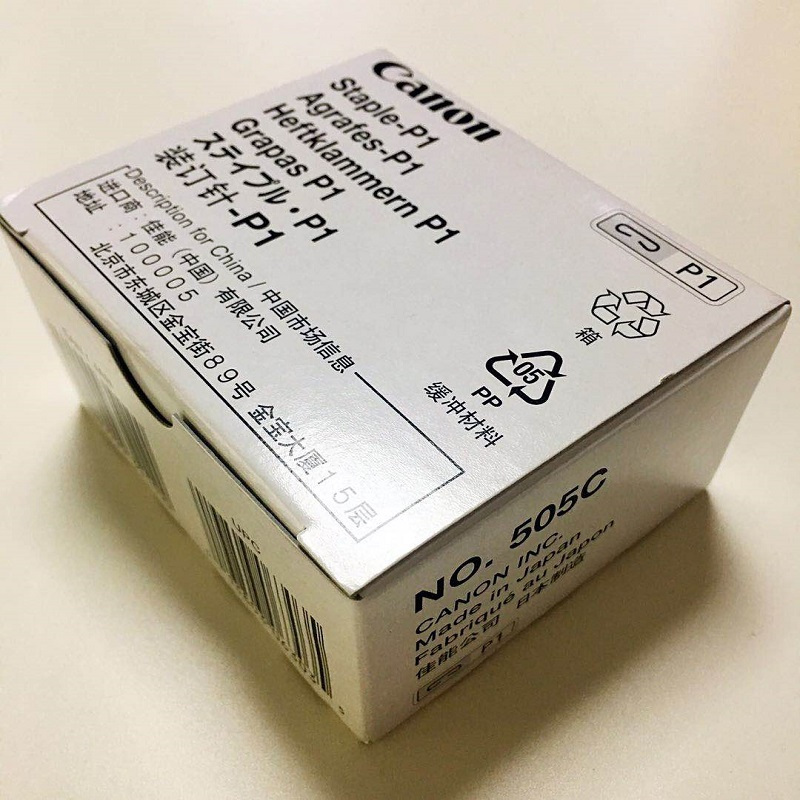 Canon
Staple-P1
Agrafes-P1
Heftklammern P1
Grapas P1
ステイプル・P1
装订针-P1
P1
箱
05
PP
缓冲材料
Description for China / 中国市场信息
进口商：佳能（中国）有限公司
地址：100005
北京市东城区金宝街89号 金宝大厦15层
UPC
NO. 505C
CANON INC.
Made in Japan
Fabriqué au Japon
佳能公司 日本制造
P1